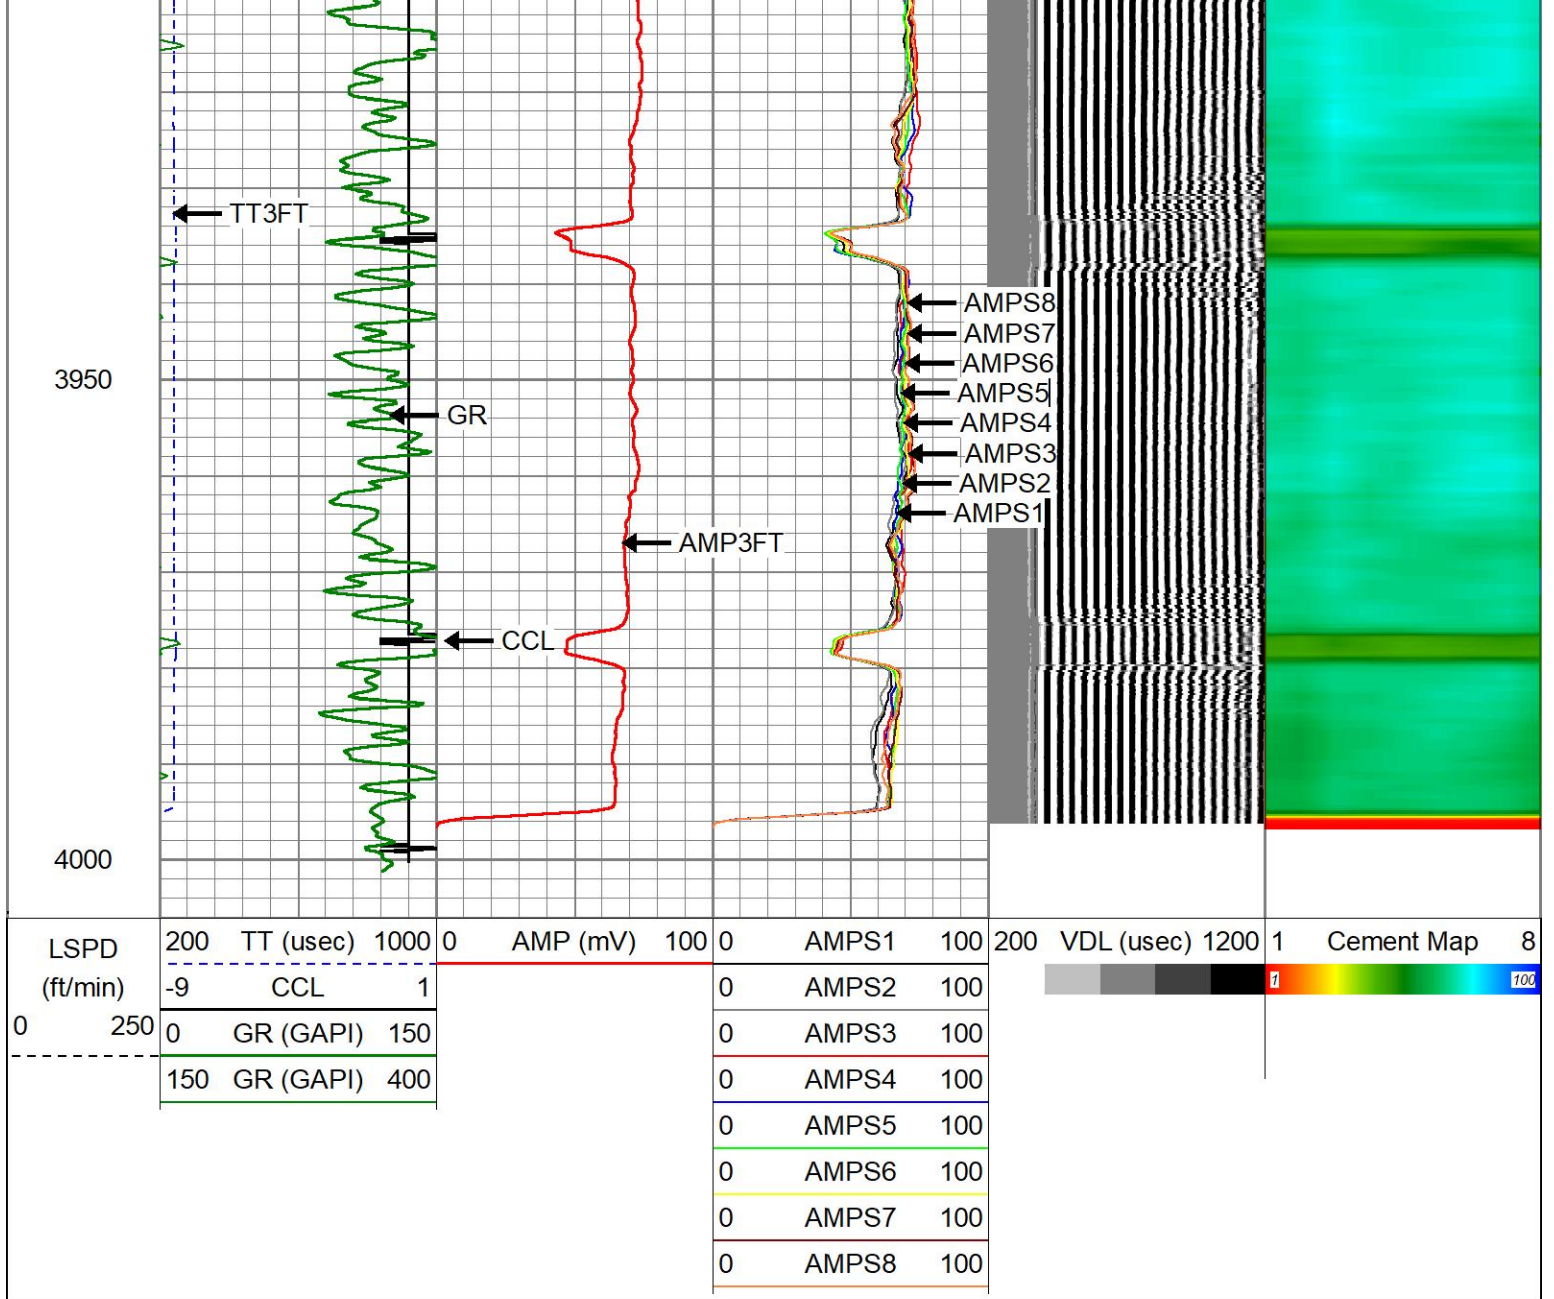 TT3FT
AMPS8
AMPS7
AMPS6
3950
AMPS5
GR
AMPS4
AMPS3
AMPS2
AMPS1
AMP3FT
CCL
4000
LSPD
(ft/min)
0 250
200 TT (usec) 1000
-9 CCL 1
0 GR (GAPI) 150
150 GR (GAPI) 400
0 AMP (mV) 100
0 AMPS1 100
0 AMPS2 100
0 AMPS3 100
0 AMPS4 100
0 AMPS5 100
0 AMPS6 100
0 AMPS7 100
0 AMPS8 100
200 VDL (usec) 1200
1 Cement Map 8
1 100